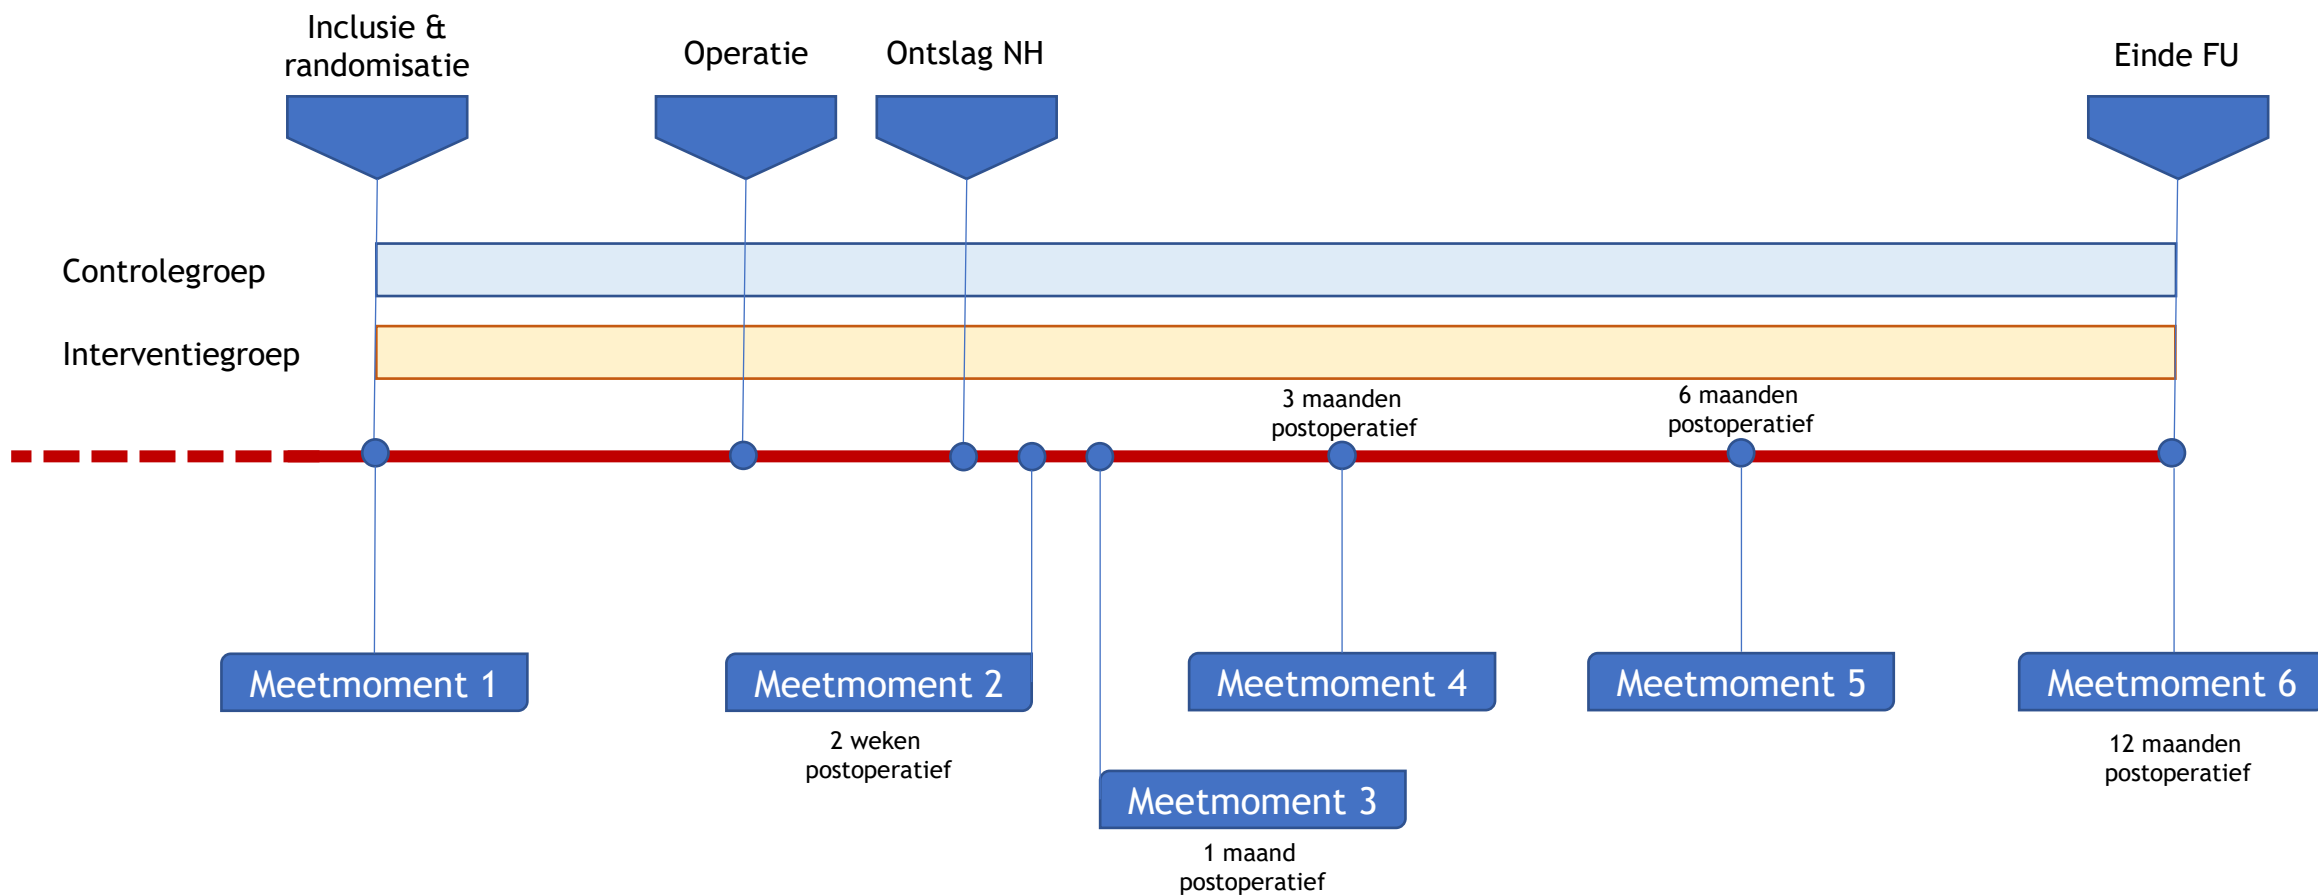 Inclusie &
randomisatie
Operatie
Ontslag NH
Einde FU
Controlegroep
Interventiegroep
3 maanden
postoperatief
6 maanden
postoperatief
Meetmoment 1
Meetmoment 2
2 weken
postoperatief
Meetmoment 3
1 maand
postoperatief
Meetmoment 4
Meetmoment 5
Meetmoment 6
12 maanden
postoperatief